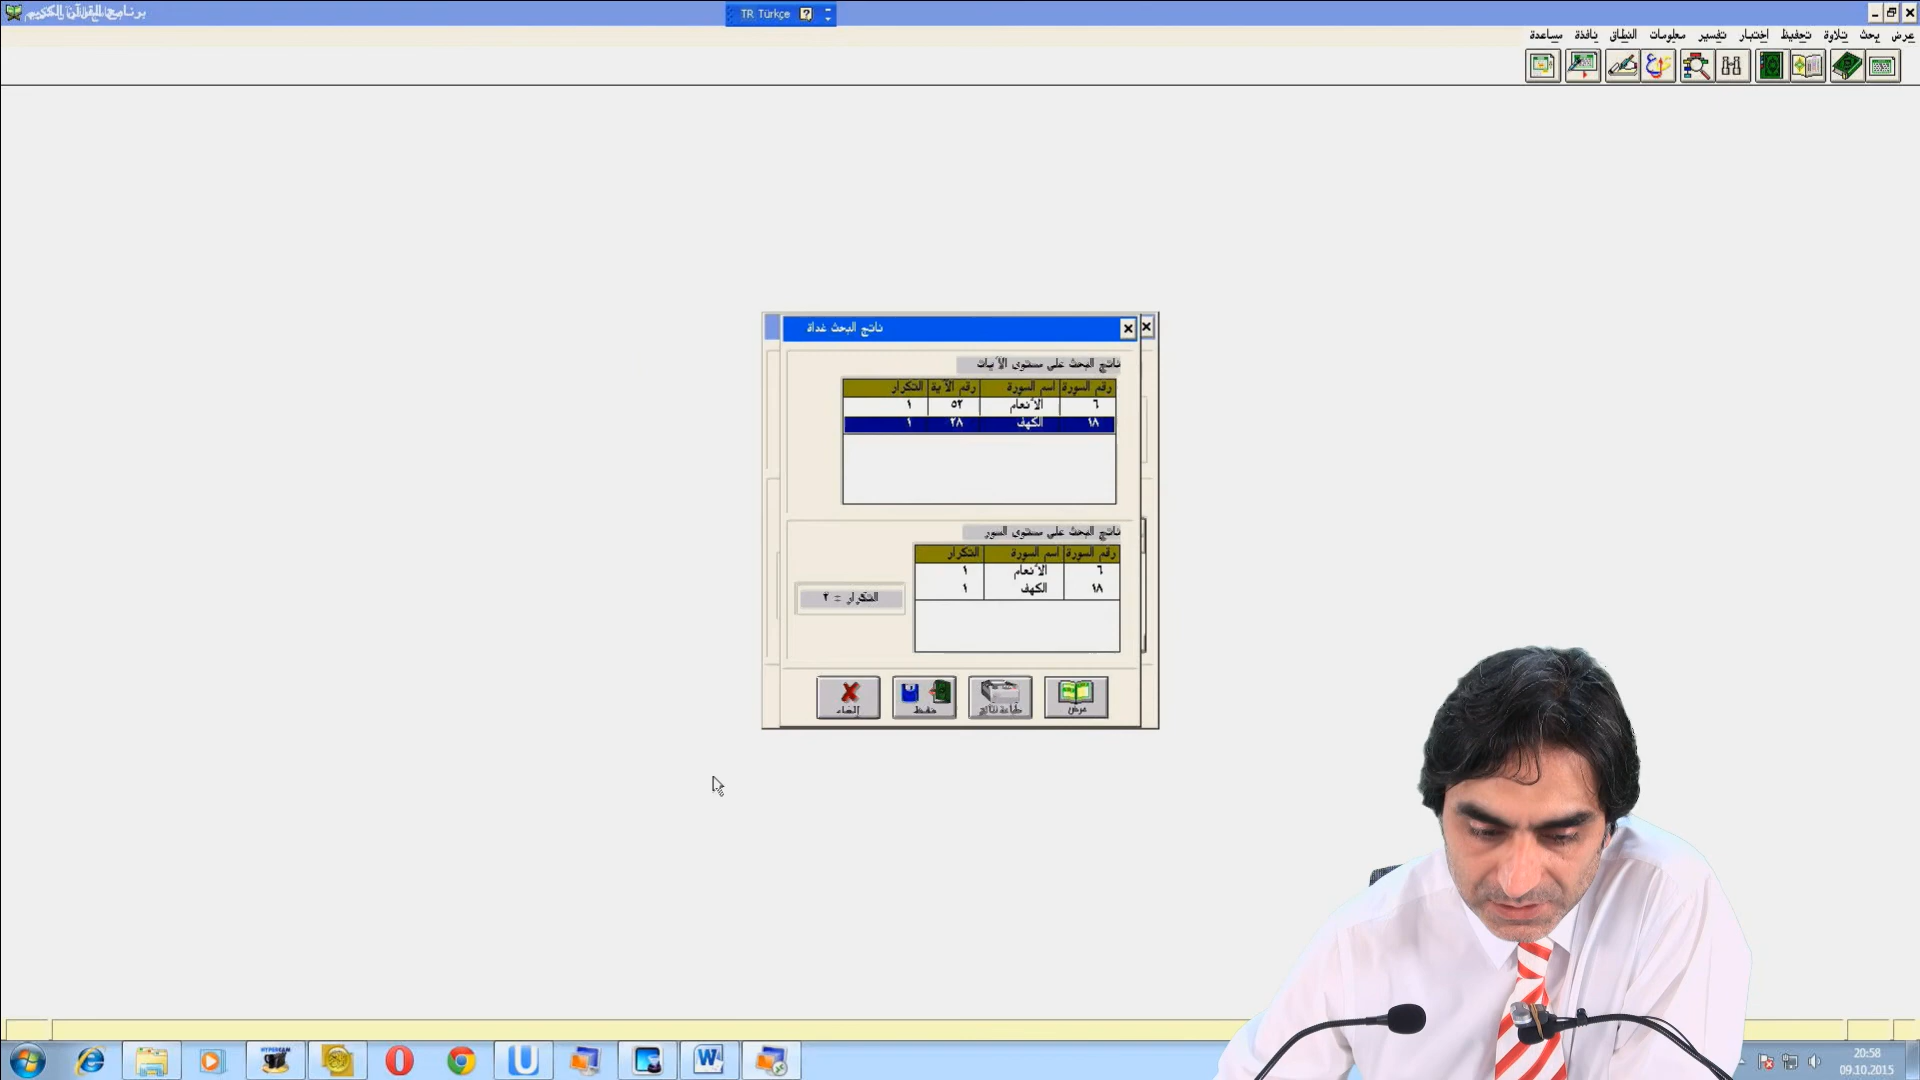 برنامج القرآن الكريم
TR Türkçe
عرض بحث تلاوة تحفيظ اختبار تفسير معلومات النطاق نافذة مساعدة
ناتج البحث غداة
ناتج البحث على مستوى الآيات
رقم السورة اسم السورة رقم الآية التكرار
٦ الأنعام ٥٢ ١
١٨ الكهف ٢٨ ١
ناتج البحث على مستوى السور
رقم السورة اسم السورة التكرار
٦ الأنعام ١
١٨ الكهف ١
التكرار = ٢
عرض طباعة نتائج حفظ إلغاء
HYPERCAM
20:58
09.10.2015